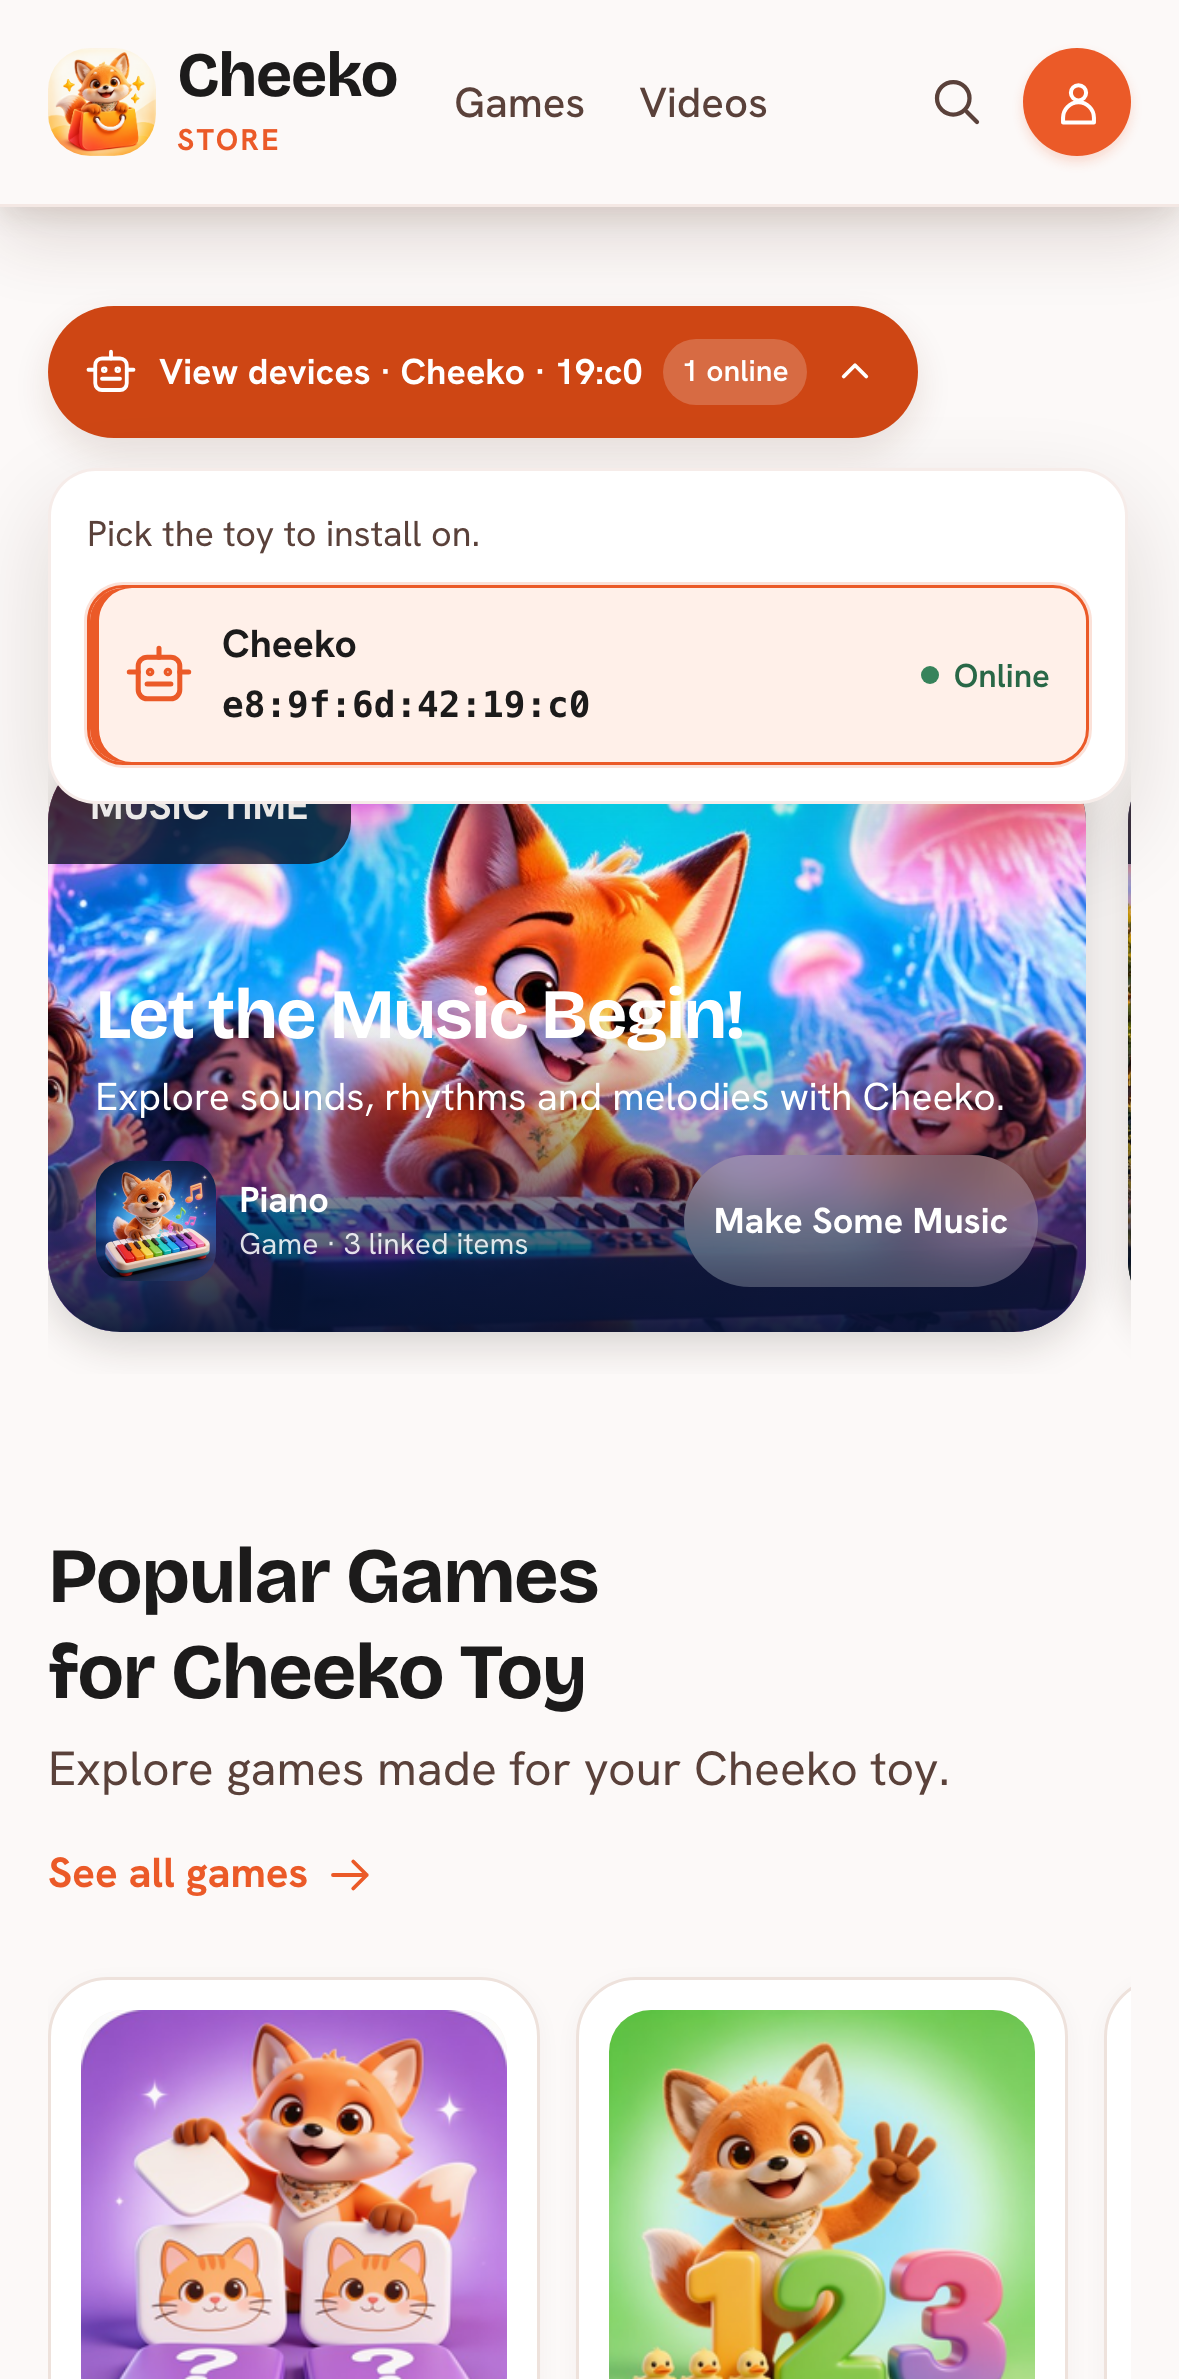 Cheeko
STORE
Games
Videos
View devices · Cheeko · 19:c0
1 online
Pick the toy to install on.
Cheeko
e8:9f:6d:42:19:c0
Online
MUSIC TIME
Let the Music Begin!
Explore sounds, rhythms and melodies with Cheeko.
Piano
Game · 3 linked items
Make Some Music
Popular Games
for Cheeko Toy
Explore games made for your Cheeko toy.
See all games →
123
? ?